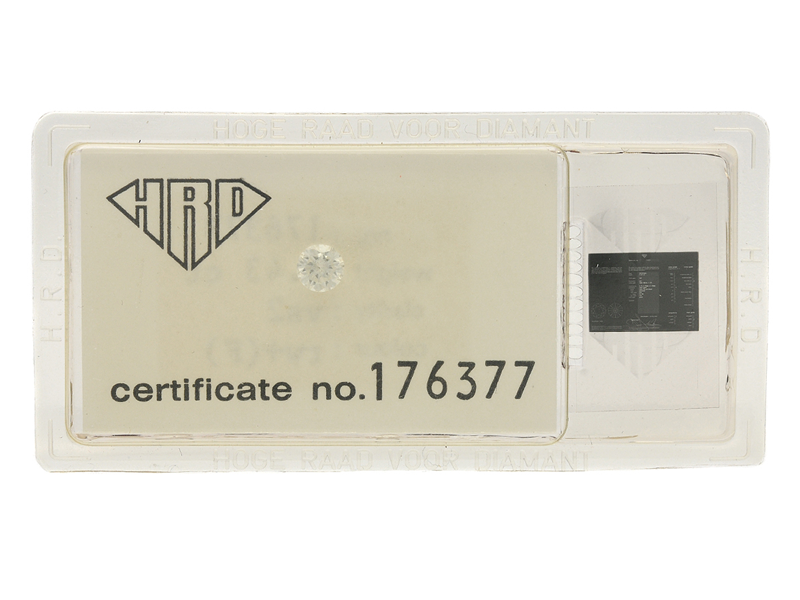 HOGE RAAD VOOR DIAMANT
HRD
certificate no. 176377
H.R.D.
H.R.D.
HOGE RAAD VOOR DIAMANT